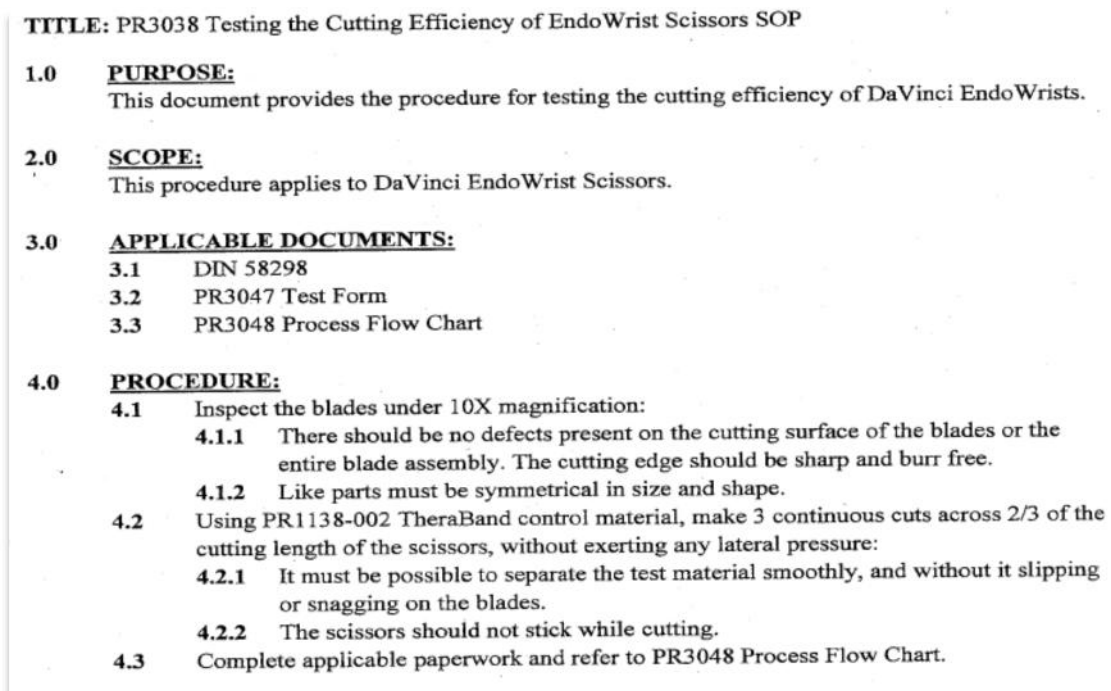 TITLE: PR3038 Testing the Cutting Efficiency of EndoWrist Scissors SOP
1.0 PURPOSE:
This document provides the procedure for testing the cutting efficiency of DaVinci EndoWrists.
2.0 SCOPE:
This procedure applies to DaVinci EndoWrist Scissors.
3.0 APPLICABLE DOCUMENTS:
3.1 DIN 58298
3.2 PR3047 Test Form
3.3 PR3048 Process Flow Chart
4.0 PROCEDURE:
4.1 Inspect the blades under 10X magnification:
4.1.1 There should be no defects present on the cutting surface of the blades or the
entire blade assembly. The cutting edge should be sharp and burr free.
4.1.2 Like parts must be symmetrical in size and shape.
4.2 Using PR1138-002 TheraBand control material, make 3 continuous cuts across 2/3 of the
cutting length of the scissors, without exerting any lateral pressure:
4.2.1 It must be possible to separate the test material smoothly, and without it slipping
or snagging on the blades.
4.2.2 The scissors should not stick while cutting.
4.3 Complete applicable paperwork and refer to PR3048 Process Flow Chart.